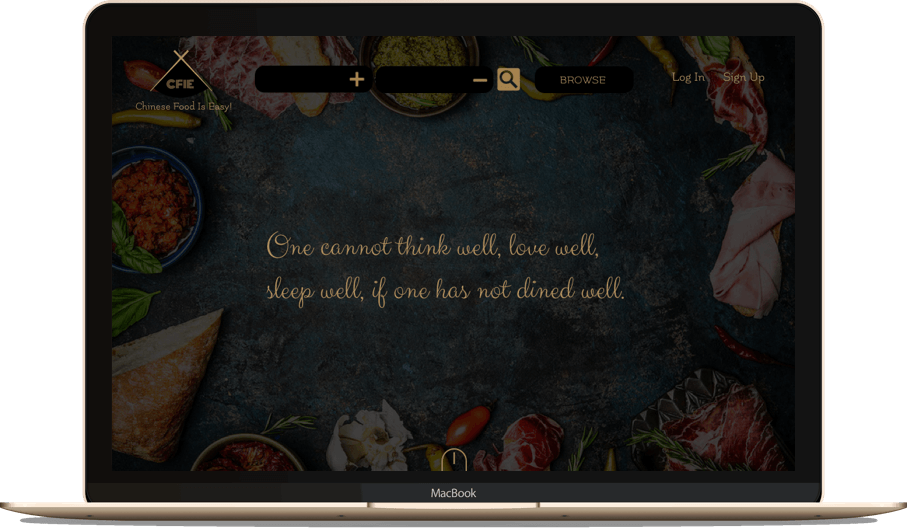 CFIE
Chinese Food Is Easy!
BROWSE
Log In
Sign Up
One cannot think well, love well,
sleep well, if one has not dined well.
MacBook